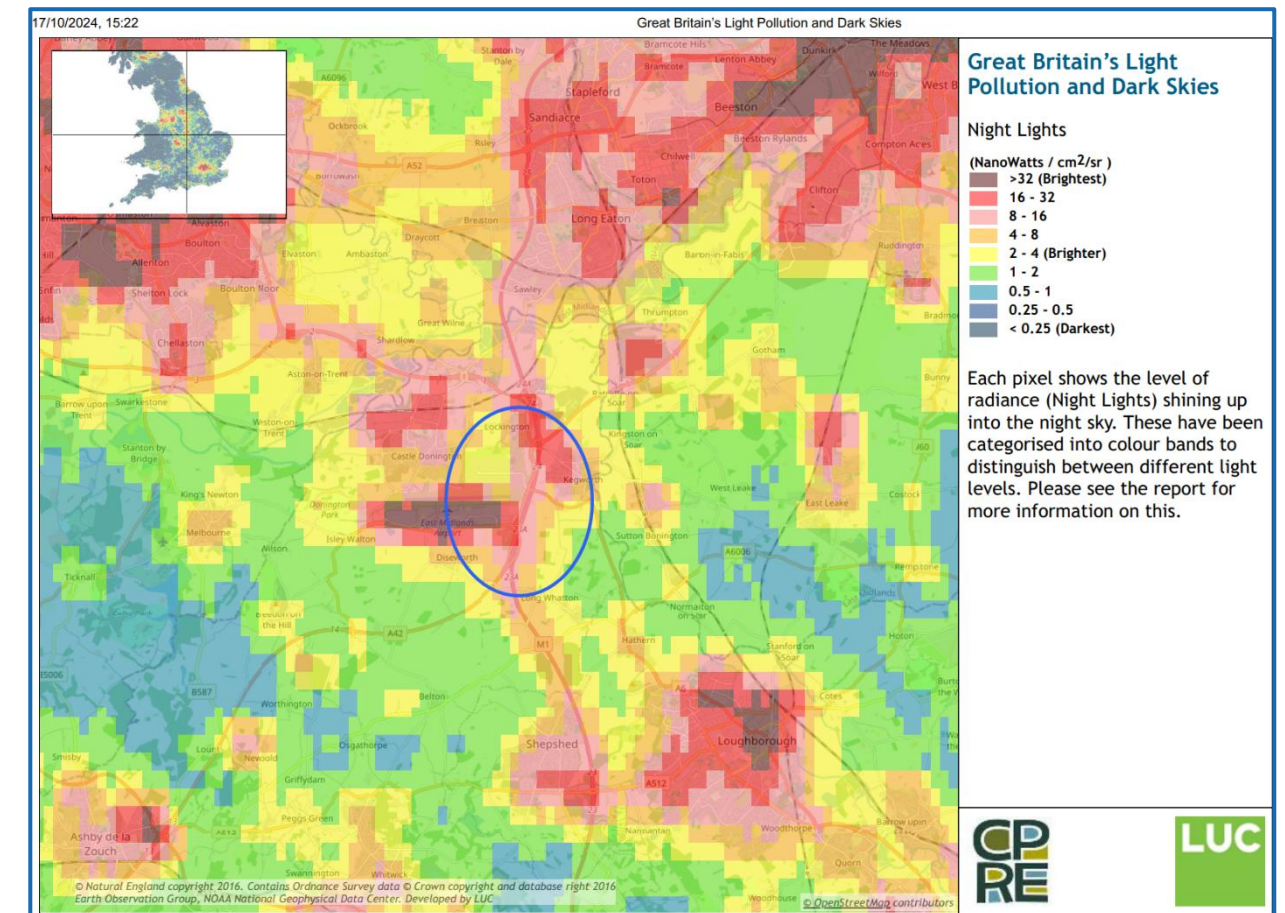 17/10/2024, 15:22
Great Britain's Light Pollution and Dark Skies
Great Britain's Light
Pollution and Dark Skies
Night Lights
(NanoWatts / cm2/sr )
>32 (Brightest)
16 - 32
8 - 16
4 - 8
2 - 4 (Brighter)
1 - 2
0.5 - 1
0.25 - 0.5
< 0.25 (Darkest)
Each pixel shows the level of
radiance (Night Lights) shining up
into the night sky. These have been
categorised into colour bands to
distinguish between different light
levels. Please see the report for
more information on this.
CPRE
LUC
Bramcote Hills
Dunkirk
The Meadows
Stanton by
Dale
Bramcote
Lenton Abbey
Wilford
West B
A6096
Stapleford
Beeston
Sandiacre
Ockbrook
Risley
Beeston Rylands
Compton Acres
Chilwell
A52
Borrowash
Toton
Clifton
Breaston
Long Eaton
Alvaston
Boulton
Draycott
Ruddington
Elvaston
Ambaston
Baron-in-Fabis
Allenton
Shelton Lock
Boulton Moor
Sawley
Thrumpton
Great Wilne
Shardlow
Chellaston
Gotham
Aston-on-Trent
Bunny
Barrow upon
Trent
Swarkestone
Soar
Weston-on-
Trent
Lockington
Kingston on
Soar
Stanton by
Bridge
Castle Donington
A60
Kegworth
King's Newton
West Leake
East Leake
Costock
Donington
Park
Melbourne
East Midlands
Airport
Isley Walton
Sutton Bonington
Wilson
Diseworth
A6006
Rempstone
Ticknall
Long Whatton
Normanton
on Soar
Breedon on
the Hill
A42
Hathern
Hoton
M1
Stanford on
Soar
B587
A6
Belton
Cotes
Worthington
Osgathorpe
Shepshed
Loughborough
Smisby
Newbold
Griffydam
A512
Peggs Green
Ashby de la
Zouch
Nanpantan
Woodthorpe
Barrow upon
Swannington
Whitwick
Quorn
Woodhouse
© Natural England copyright 2016. Contains Ordnance Survey data © Crown copyright and database right 2016
Earth Observation Group, NOAA National Geophysical Data Center. Developed by LUC
© OpenStreetMap contributors